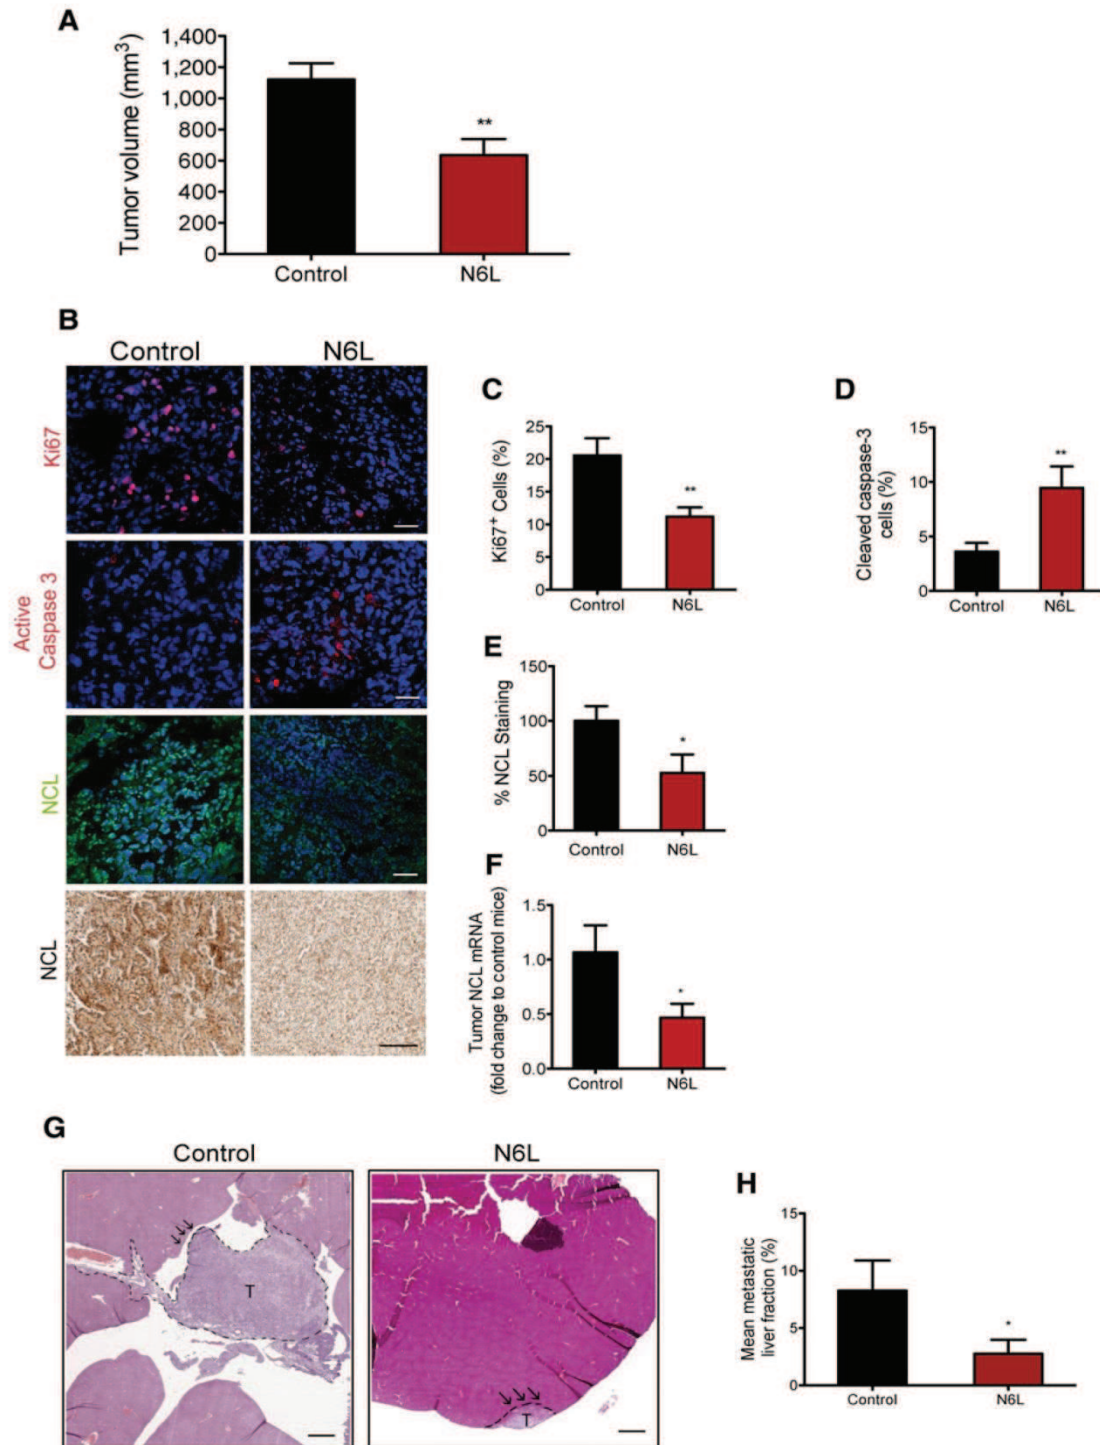 A
Tumor volume (mm³)
1,400
1,200
1,000
800
600
400
200
0
**
Control
N6L
B
Control
N6L
Ki67
Active
Caspase 3
NCL
NCL
C
Ki67⁺ Cells (%)
25
20
15
10
5
0
**
Control
N6L
D
Cleaved caspase-3
cells (%)
15
10
5
0
**
Control
N6L
E
% NCL Staining
150
100
50
0
*
Control
N6L
F
Tumor NCL mRNA
(fold change to control mice)
1.5
1.0
0.5
0.0
*
Control
N6L
G
Control
N6L
T
T
H
Mean metastatic
liver fraction (%)
15
10
5
0
*
Control
N6L